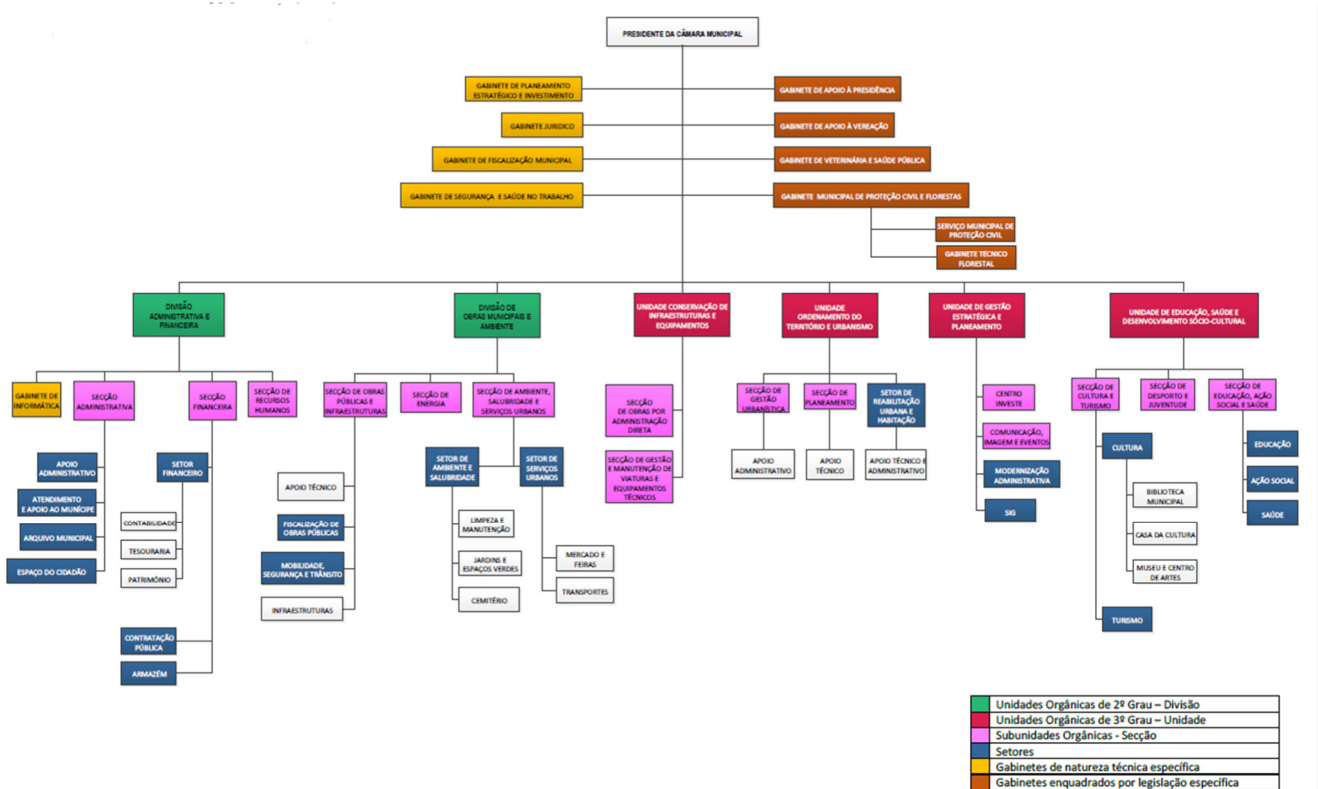 PRESIDENTE DA CÂMARA MUNICIPAL
GABINETE DE PLANEAMENTO
ESTRATÉGICO E INVESTIMENTO
GABINETE DE APOIO À PRESIDÊNCIA
GABINETE JURIDICO
GABINETE DE APOIO À VEREAÇÃO
GABINETE DE FISCALIZAÇÃO MUNICIPAL
GABINETE DE VETERINÁRIA E SAÚDE PÚBLICA
GABINETE DE SEGURANÇA E SAÚDE NO TRABALHO
GABINETE MUNICIPAL DE PROTEÇÃO CIVIL E FLORESTAS
SERVIÇO MUNICIPAL DE
PROTEÇÃO CIVIL
GABINETE TÉCNICO
FLORESTAL
DIVISÃO
ADMINISTRATIVA E
FINANCEIRA
DIVISÃO DE
OBRAS MUNICIPAIS E
AMBIENTE
UNIDADE CONSERVAÇÃO DE
INFRAESTRUTURAS E
EQUIPAMENTOS
UNIDADE
ORDENAMENTO DO
TERRITÓRIO E URBANISMO
UNIDADE DE GESTÃO
ESTRATÉGICA E
PLANEAMENTO
UNIDADE DE EDUCAÇÃO, SAÚDE E
DESENVOLVIMENTO SÓCIO-CULTURAL
GABINETE DE
INFORMÁTICA
SECÇÃO
ADMINISTRATIVA
SECÇÃO
FINANCEIRA
SECÇÃO DE
RECURSOS
HUMANOS
SECÇÃO DE OBRAS
PÚBLICAS E
INFRAESTRUTURAS
SECÇÃO DE
ENERGIA
SECÇÃO DE AMBIENTE,
SALUBRIDADE E
SERVIÇOS URBANOS
SECÇÃO
DE OBRAS POR
ADMINISTRAÇÃO
DIRETA
SECÇÃO DE GESTÃO
E MANUTENÇÃO DE
VIATURAS E
EQUIPAMENTOS
TÉCNICOS
SECÇÃO DE
GESTÃO
URBANÍSTICA
SECÇÃO DE
PLANEAMENTO
SETOR DE
REABILITAÇÃO
URBANA E
HABITAÇÃO
CENTRO
INVESTE
COMUNICAÇÃO,
IMAGEM E EVENTOS
MODERNIZAÇÃO
ADMINISTRATIVA
SIG
SECÇÃO DE
CULTURA E
TURISMO
SECÇÃO DE
DESPORTO E
JUVENTUDE
SECÇÃO DE
EDUCAÇÃO, AÇÃO
SOCIAL E SAÚDE
APOIO
ADMINISTRATIVO
ATENDIMENTO
E APOIO AO MUNÍCIPE
ARQUIVO MUNICIPAL
ESPAÇO DO CIDADÃO
SETOR
FINANCEIRO
CONTABILIDADE
TESOURARIA
PATRIMÓNIO
CONTRATAÇÃO
PÚBLICA
ARMAZÉM
APOIO TÉCNICO
FISCALIZAÇÃO DE
OBRAS PÚBLICAS
MOBILIDADE,
SEGURANÇA E TRÂNSITO
INFRAESTRUTURAS
SETOR DE
AMBIENTE E
SALUBRIDADE
SETOR DE
SERVIÇOS
URBANOS
LIMPEZA E
MANUTENÇÃO
JARDINS E
ESPAÇOS VERDES
CEMITÉRIO
MERCADO E
FEIRAS
TRANSPORTES
APOIO
ADMINISTRATIVO
APOIO
TÉCNICO
APOIO TÉCNICO E
ADMINISTRATIVO
CULTURA
BIBLIOTECA
MUNICIPAL
CASA DA CULTURA
MUSEU E CENTRO
DE ARTES
TURISMO
EDUCAÇÃO
AÇÃO SOCIAL
SAÚDE
Unidades Orgânicas de 2º Grau – Divisão
Unidades Orgânicas de 3º Grau – Unidade
Subunidades Orgânicas - Secção
Setores
Gabinetes de natureza técnica específica
Gabinetes enquadrados por legislação específica